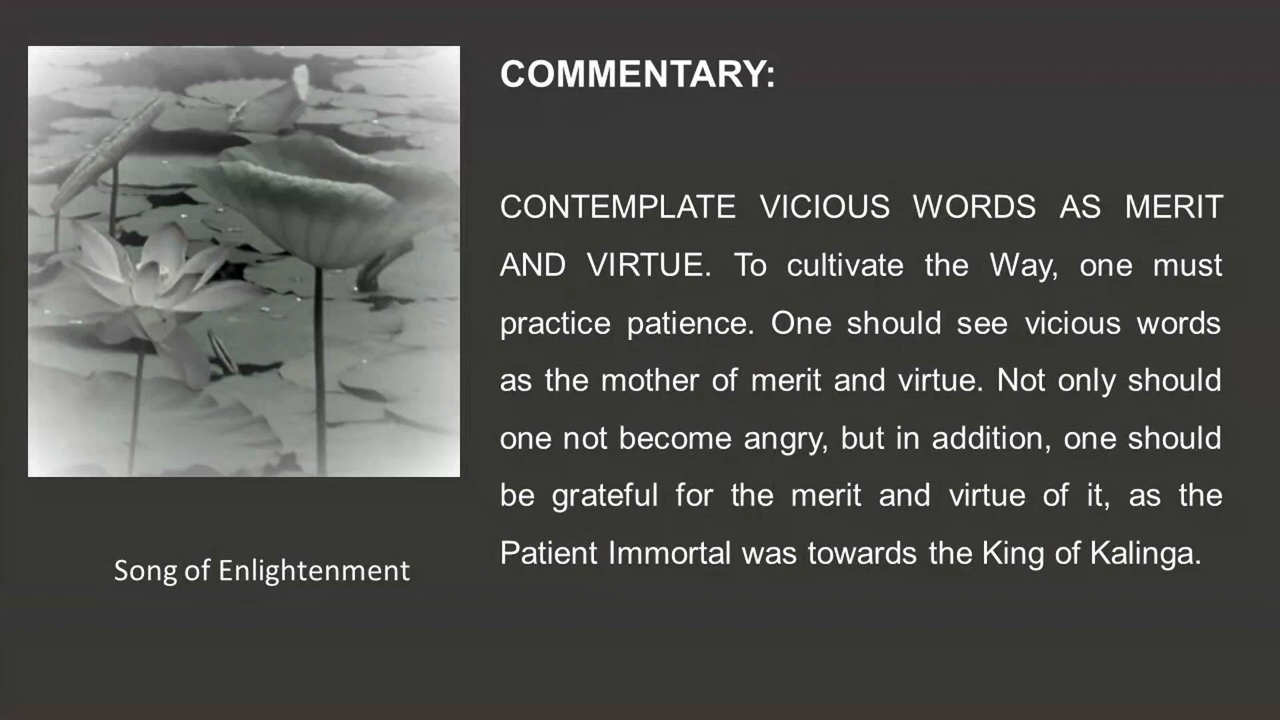 COMMENTARY:
CONTEMPLATE VICIOUS WORDS AS MERIT
AND VIRTUE. To cultivate the Way, one must
practice patience. One should see vicious words
as the mother of merit and virtue. Not only should
one not become angry, but in addition, one should
be grateful for the merit and virtue of it, as the
Patient Immortal was towards the King of Kalinga.
Song of Enlightenment